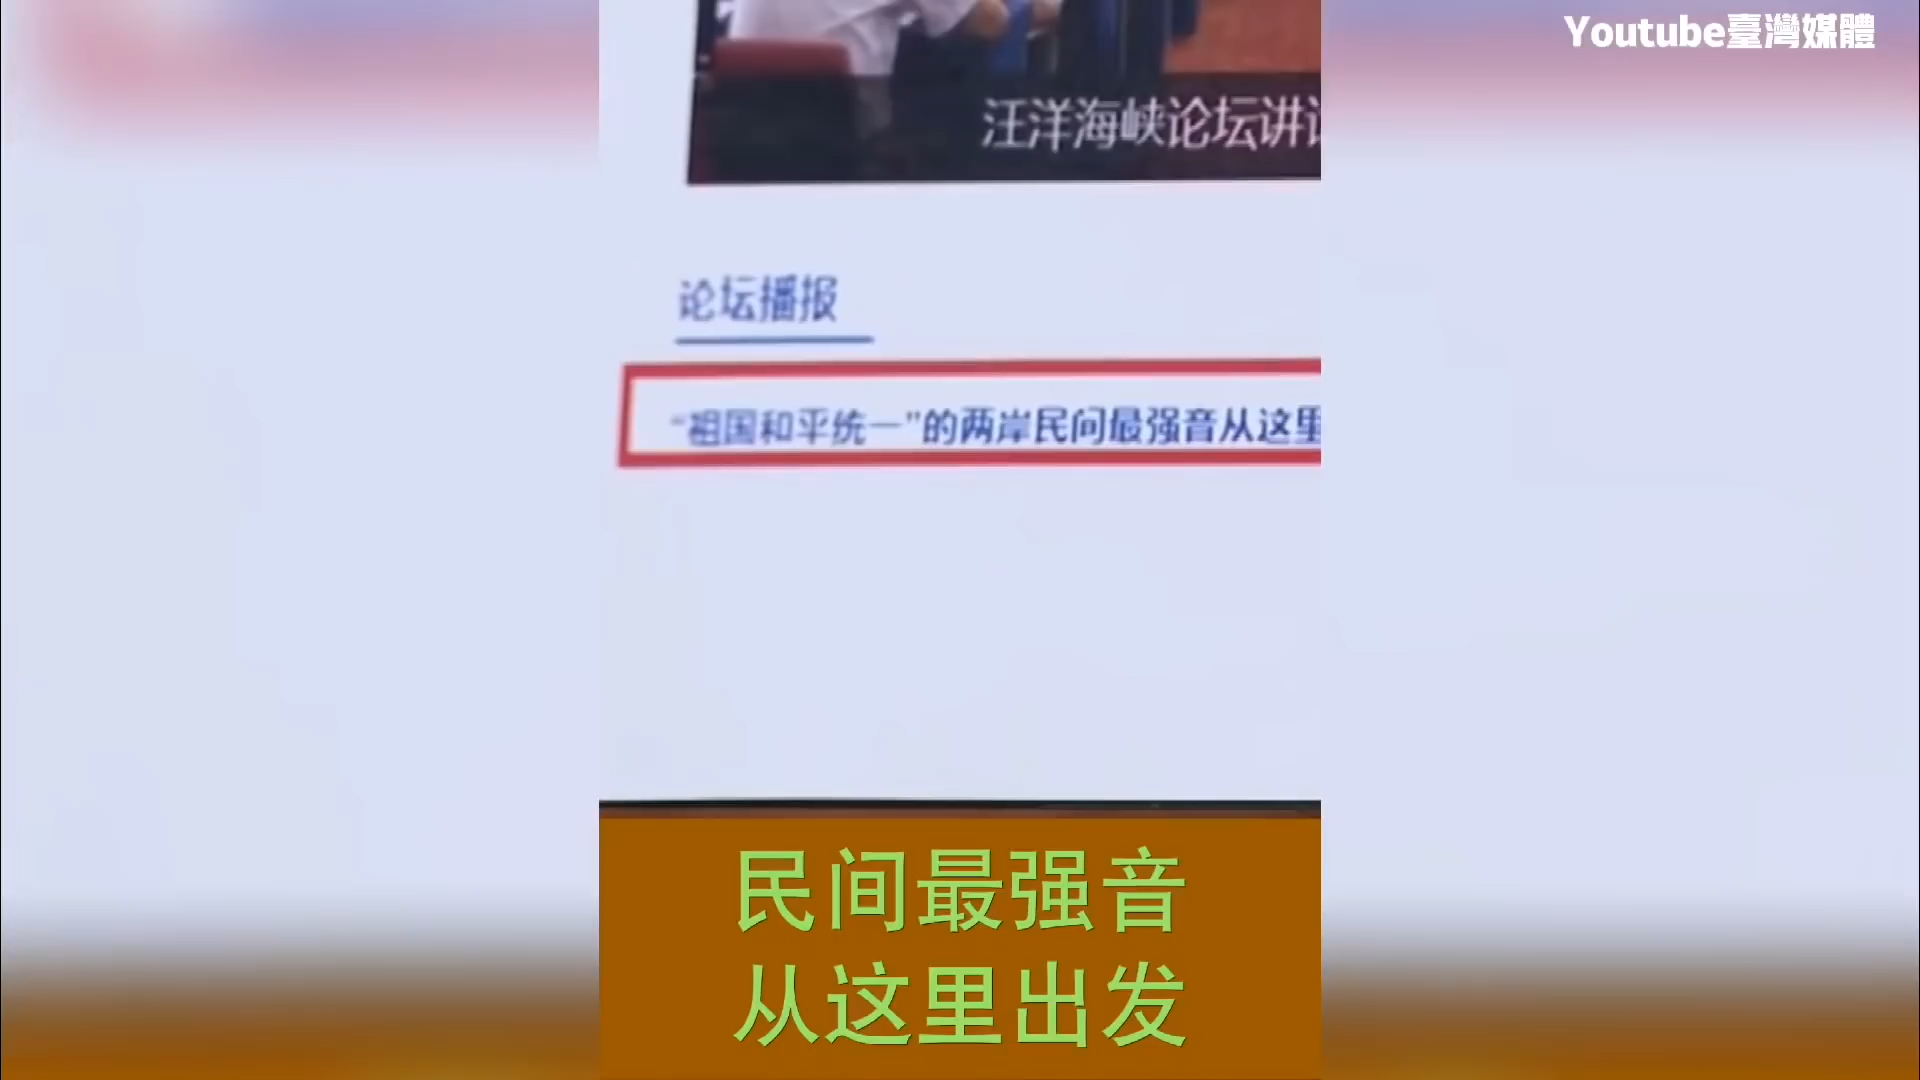 Youtube臺灣媒體
汪洋海峡论坛讲
论坛播报
“祖国和平统一”的两岸民间最强音从这里
民间最强音
从这里出发